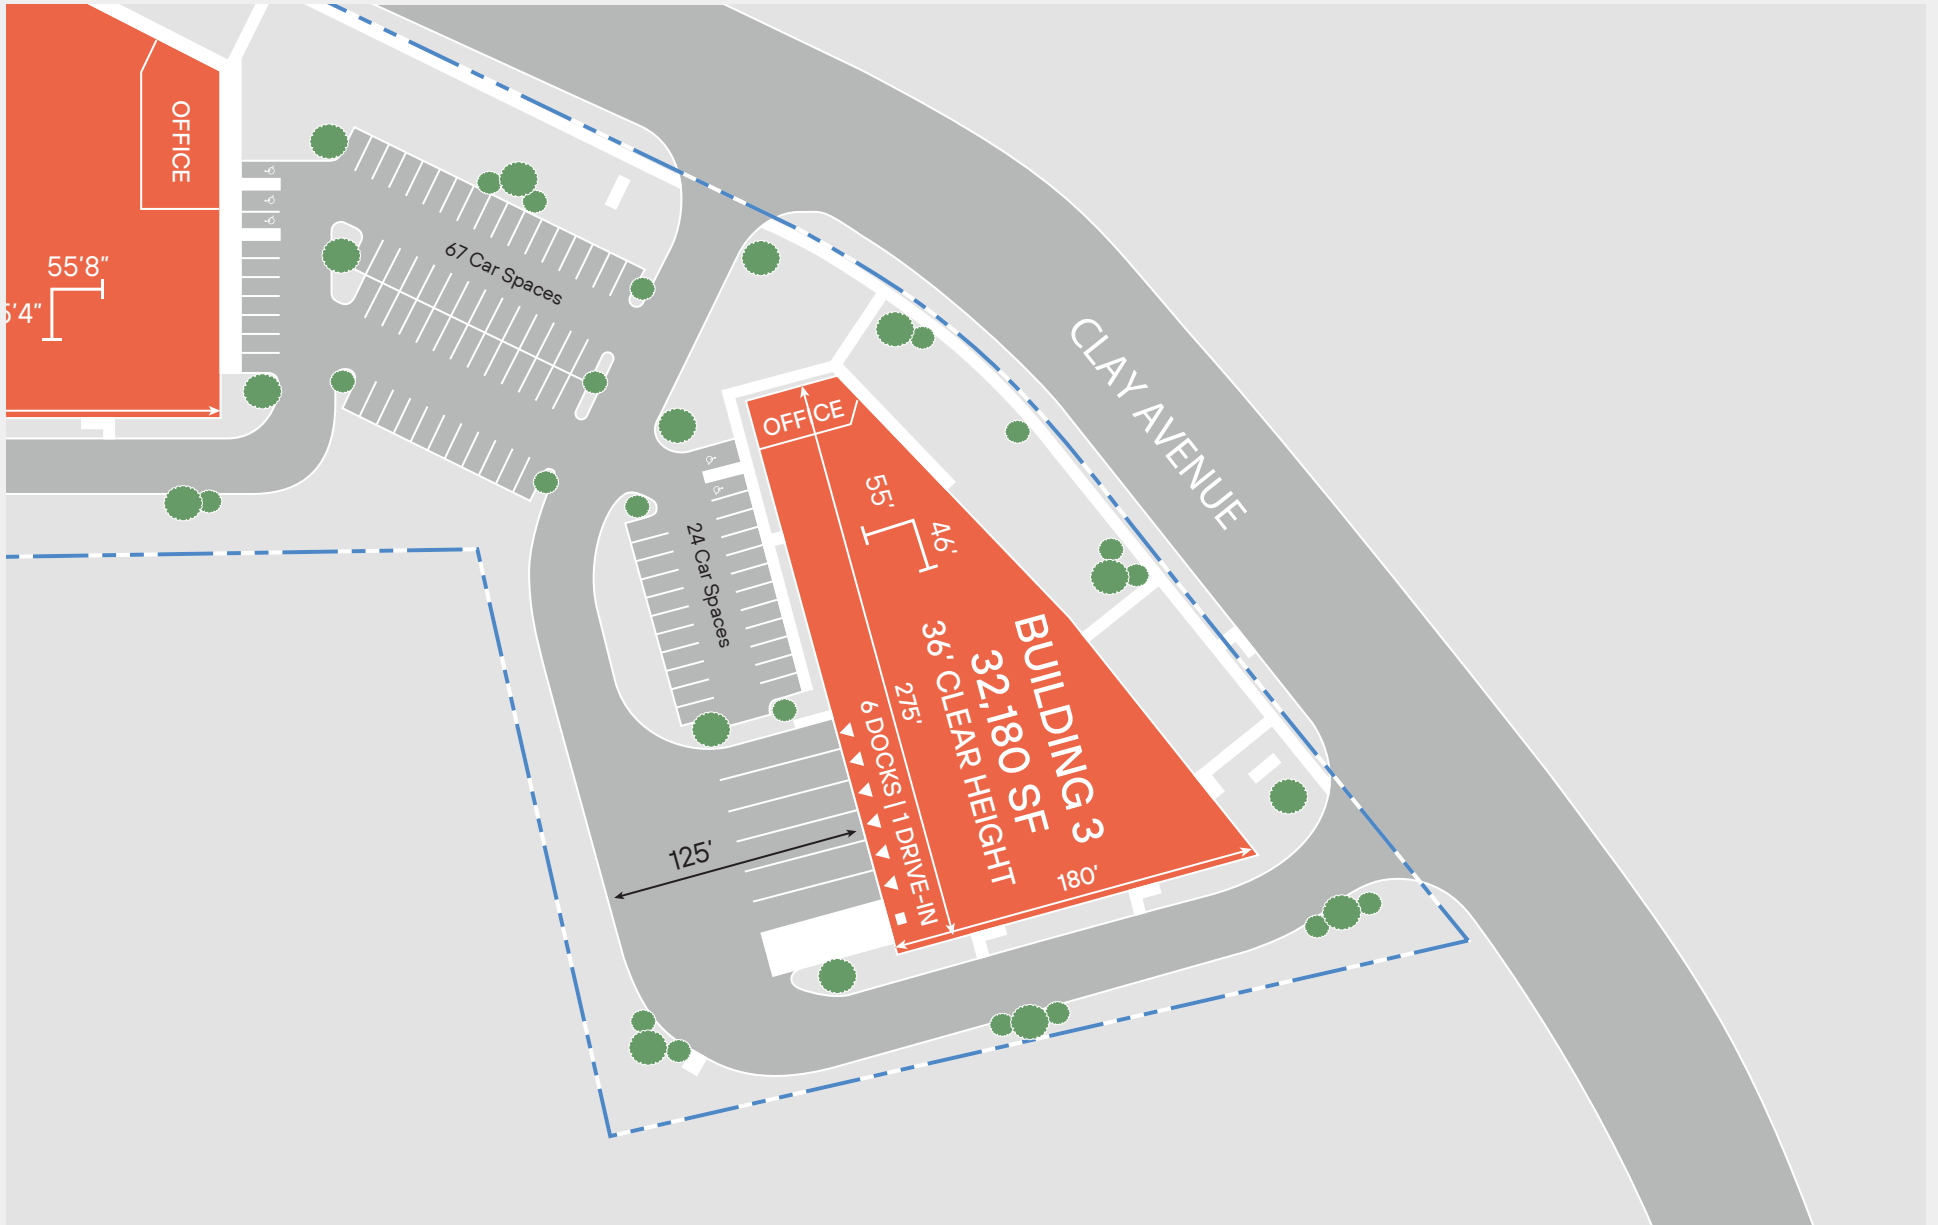 OFFICE
55'8"
5'4"
67 Car Spaces
CLAY AVENUE
OFFICE
55'
46'
24 Car Spaces
BUILDING 3
32,180 SF
36' CLEAR HEIGHT
275'
6 DOCKS | 1 DRIVE-IN
125'
180'